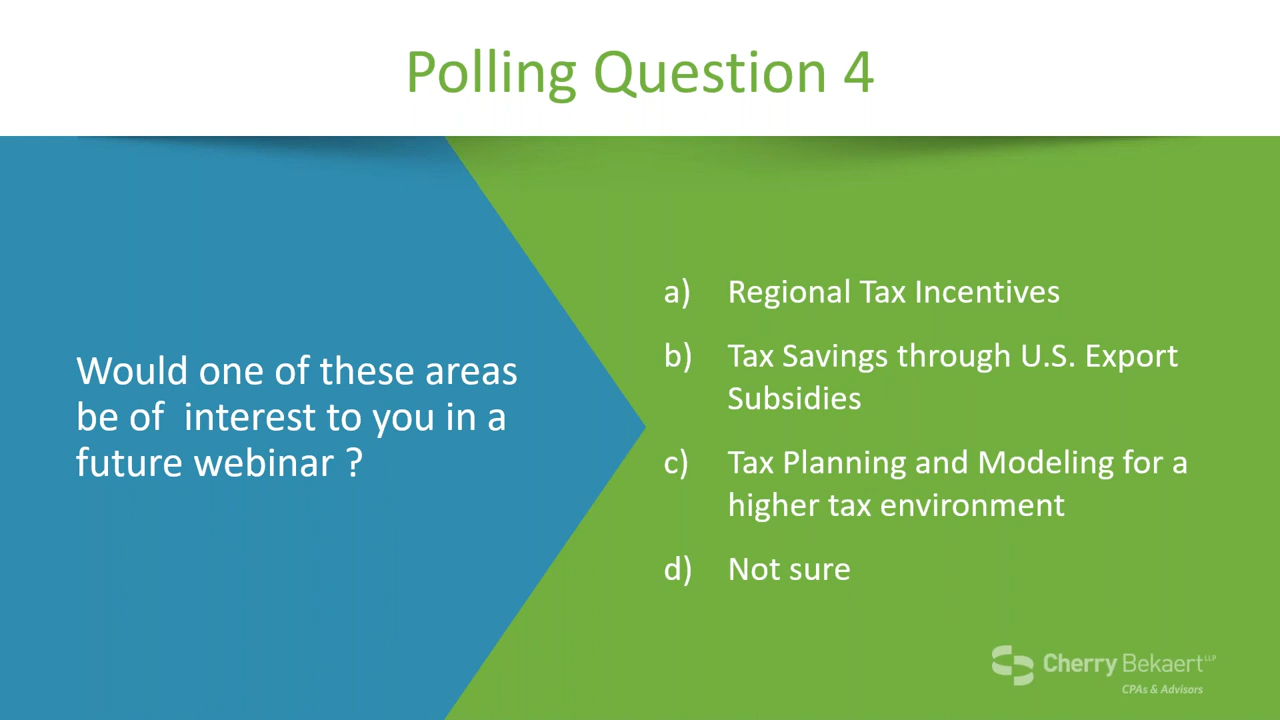 Polling Question 4
Would one of these areas
be of  interest to you in a
future webinar ?
a) Regional Tax Incentives
b) Tax Savings through U.S. Export
Subsidies
c) Tax Planning and Modeling for a
higher tax environment
d) Not sure
Cherry Bekaert LLP
CPAs & Advisors